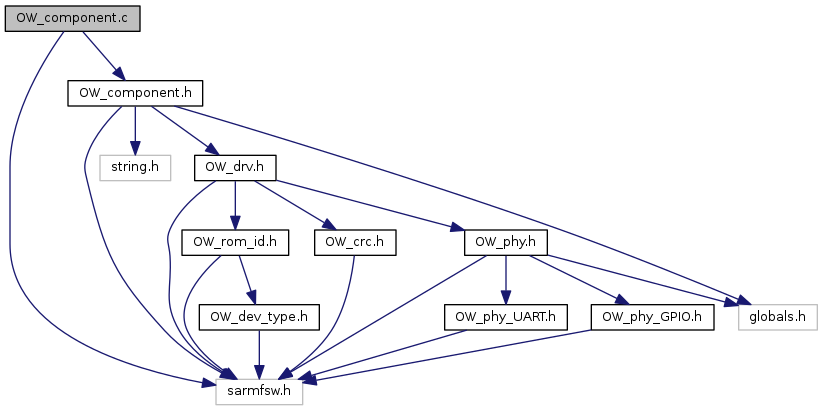 OW_component.c
OW_component.h
string.h
OW_drv.h
OW_rom_id.h
OW_crc.h
OW_phy.h
OW_dev_type.h
OW_phy_UART.h
OW_phy_GPIO.h
globals.h
sarmfsw.h